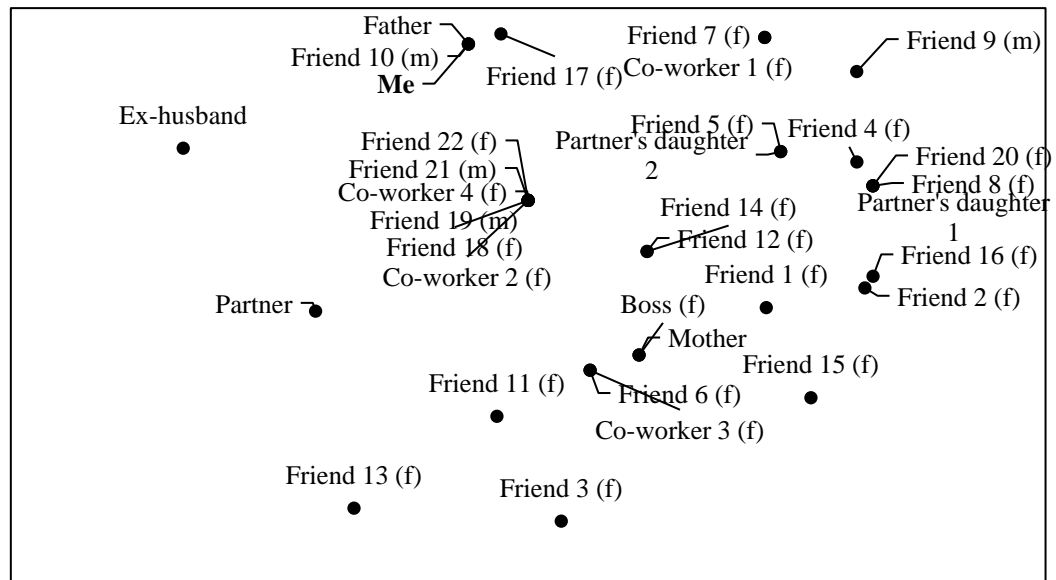 Father
Friend 7 (f)
Friend 9 (m)
Friend 10 (m)
Friend 17 (f)
Co-worker 1 (f)
Me
Ex-husband
Friend 22 (f)
Friend 5 (f)
Friend 4 (f)
Partner's daughter
2
Friend 21 (m)
Friend 20 (f)
Co-worker 4 (f)
Friend 8 (f)
Friend 19 (m)
Friend 14 (f)
Partner's daughter
1
Friend 18 (f)
Friend 12 (f)
Co-worker 2 (f)
Friend 1 (f)
Friend 16 (f)
Friend 2 (f)
Partner
Boss (f)
Mother
Friend 11 (f)
Friend 6 (f)
Friend 15 (f)
Co-worker 3 (f)
Friend 13 (f)
Friend 3 (f)